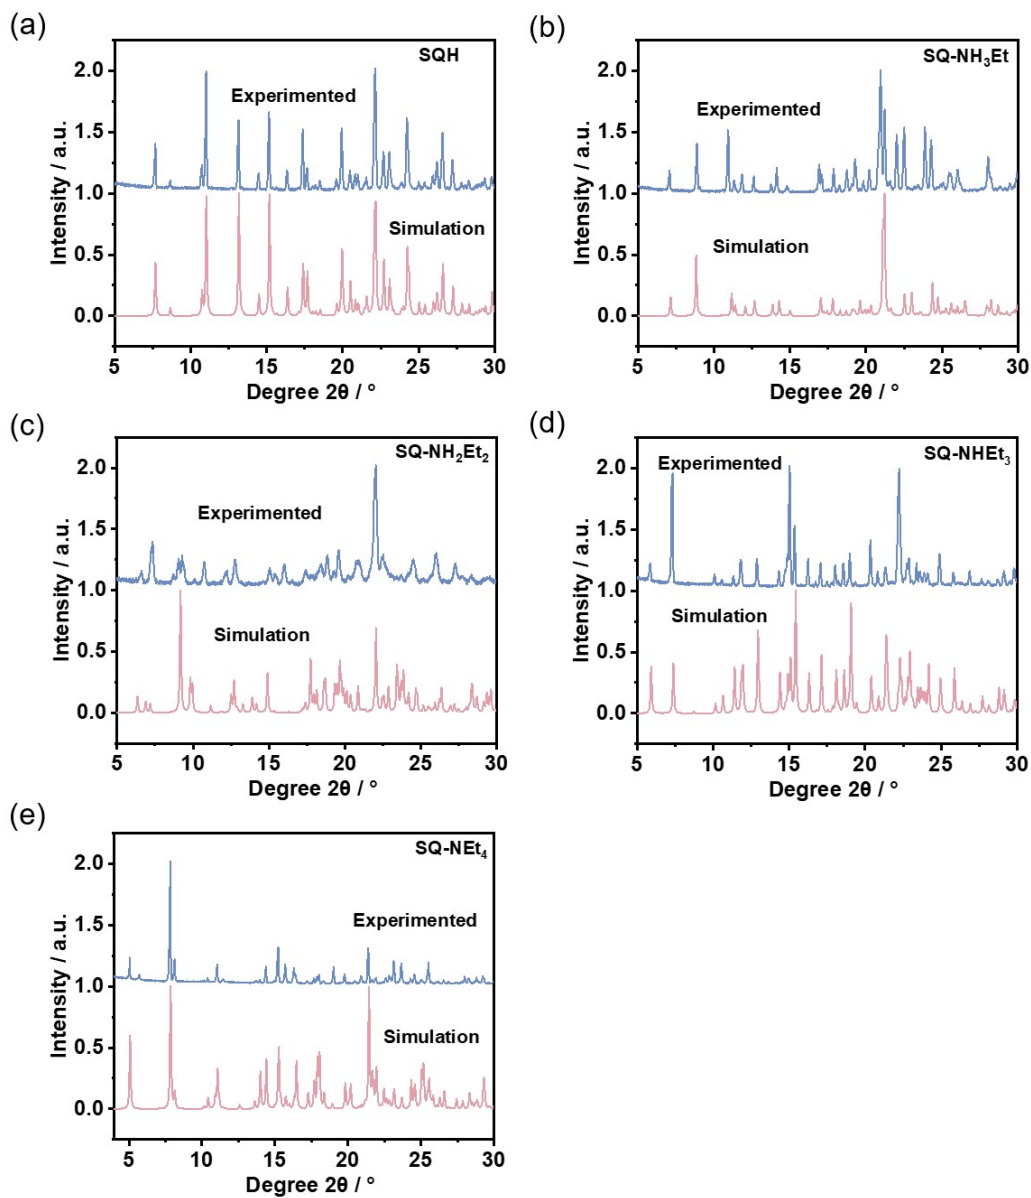 (a)
SQH
Experimented
Simulation
Intensity / a.u.
2.0
1.5
1.0
0.5
0.0
5 10 15 20 25 30
Degree 2θ / °
(b)
SQ-NH₃Et
Experimented
Simulation
Intensity / a.u.
2.0
1.5
1.0
0.5
0.0
5 10 15 20 25 30
Degree 2θ / °
(c)
SQ-NH₂Et₂
Experimented
Simulation
Intensity / a.u.
2.0
1.5
1.0
0.5
0.0
5 10 15 20 25 30
Degree 2θ / °
(d)
SQ-NHEt₃
Experimented
Simulation
Intensity / a.u.
2.0
1.5
1.0
0.5
0.0
5 10 15 20 25 30
Degree 2θ / °
(e)
SQ-NEt₄
Experimented
Simulation
Intensity / a.u.
2.0
1.5
1.0
0.5
0.0
5 10 15 20 25 30
Degree 2θ / °